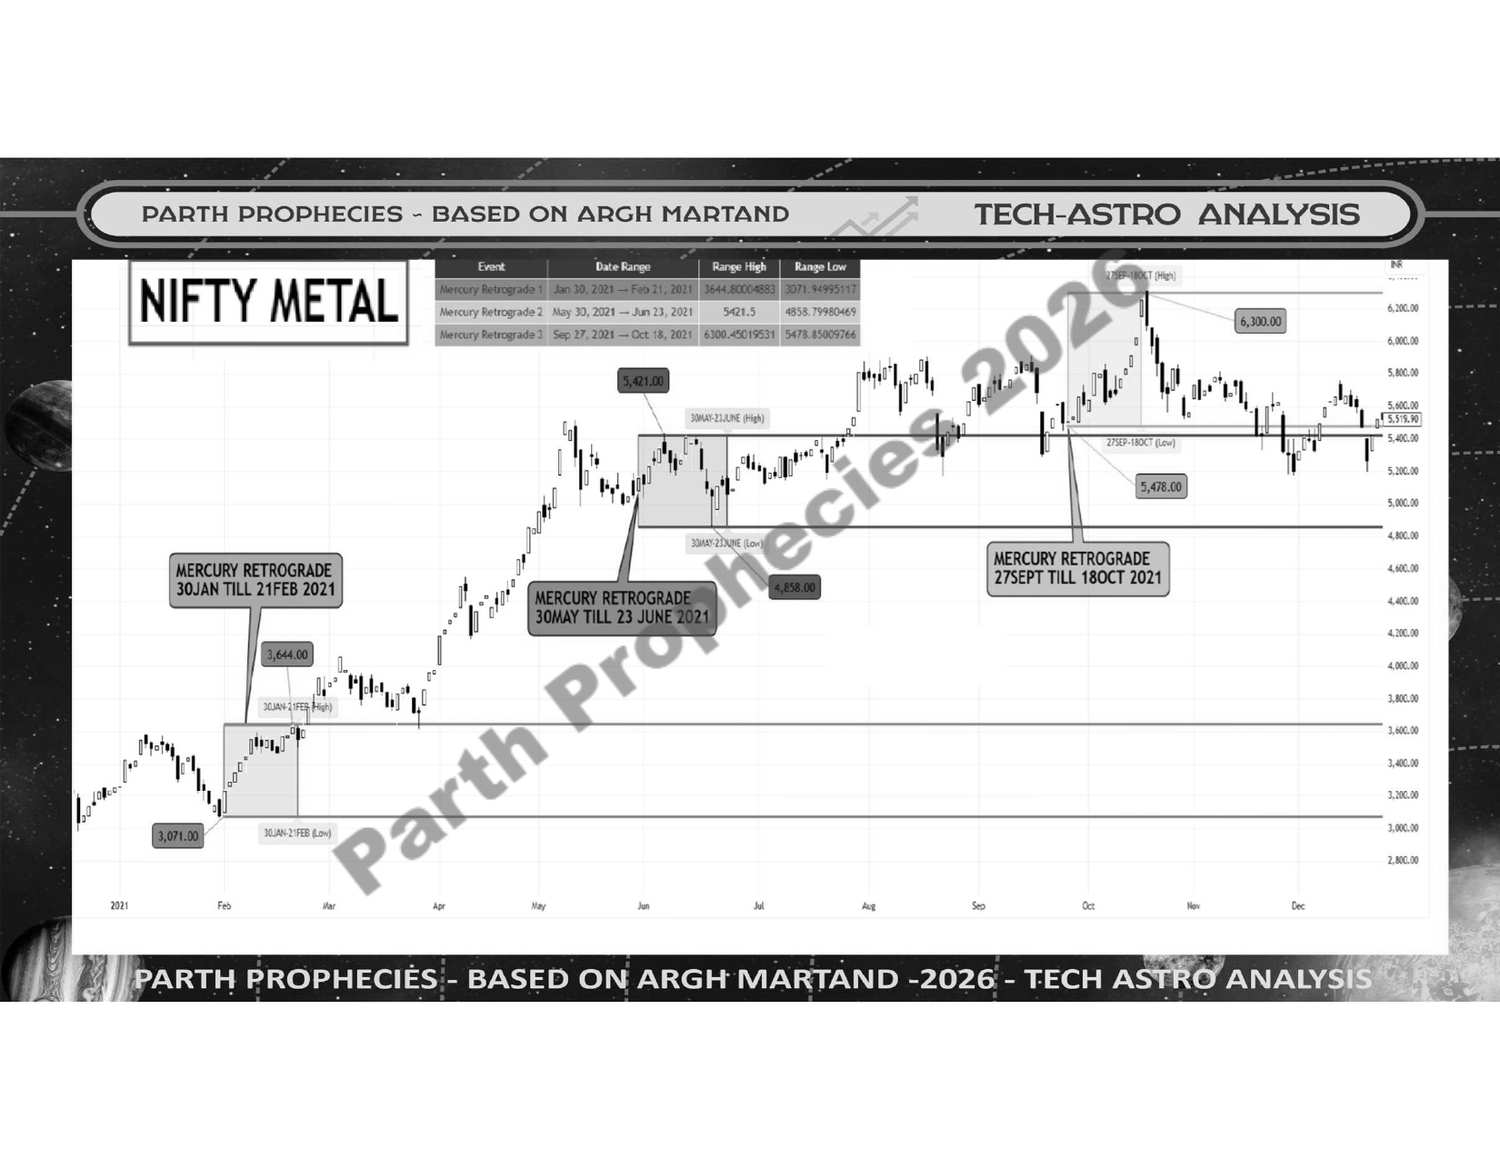 PARTH PROPHECIES ~ BASED ON ARGH MARTAND
TECH-ASTRO ANALYSIS
NIFTY METAL
Event Date Range Range High Range Low
Mercury Retrograde 1 Jan 30, 2021 → Feb 21, 2021 3644.80004883 3071.94995117
Mercury Retrograde 2 May 30, 2021 → Jun 23, 2021 5421.5 4858.79980469
Mercury Retrograde 3 Sep 27, 2021 → Oct 18, 2021 6300.45019531 5478.85009766
27SEP-18OCT (High)
INR
6,200.00
6,300.00
6,000.00
5,800.00
5,421.00
5,600.00
30MAY-23JUNE (High)
5,519.90
5,400.00
27SEP-18OCT (Low)
5,200.00
5,478.00
5,000.00
4,800.00
30MAY-23JUNE (Low)
MERCURY RETROGRADE
27SEPT TILL 18OCT 2021
MERCURY RETROGRADE
30JAN TILL 21FEB 2021
4,600.00
4,858.00
MERCURY RETROGRADE
30MAY TILL 23 JUNE 2021
4,400.00
4,200.00
3,644.00
4,000.00
3,800.00
30JAN-21FEB (High)
3,600.00
3,400.00
3,200.00
3,071.00
30JAN-21FEB (Low)
3,000.00
2,800.00
2021 Feb Mar Apr May Jun Jul Aug Sep Oct Nov Dec
Parth Prophecies 2026
PARTH PROPHECIES - BASED ON ARGH MARTAND -2026 - TECH ASTRO ANALYSIS